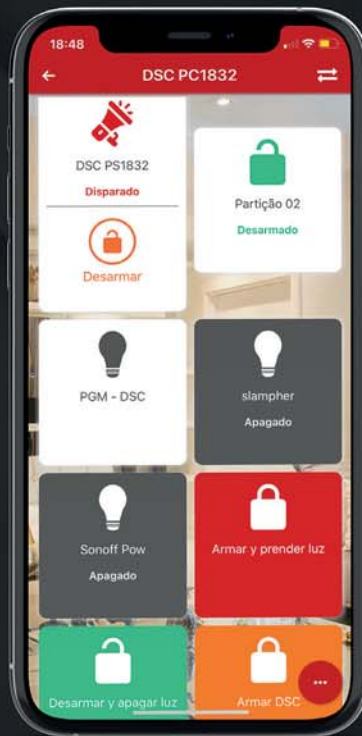 18:48
DSC PC1832
DSC PS1832
Disparado
Desarmar
Partição 02
Desarmado
PGM - DSC
slampher
Apagado
Sonoff Pow
Apagado
Armar y prender luz
Desarmar y apagar luz
Armar DSC